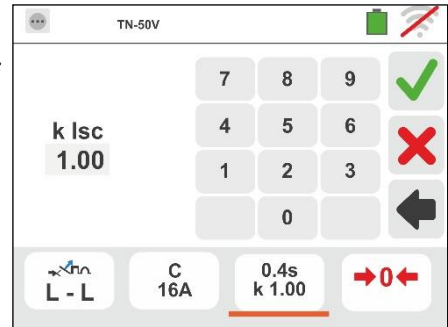 TN-50V
7 8 9
k Isc
4 5 6
1.00
1 2 3
0
L - L
C
16A
0.4s
k 1.00
0